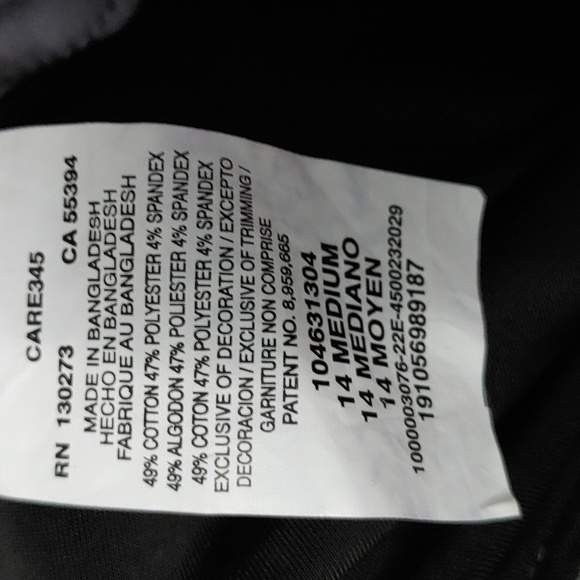 CARE345
RN 130273 CA 55394
MADE IN BANGLADESH
HECHO EN BANGLADESH
FABRIQUE AU BANGLADESH
49% COTTON 47% POLYESTER 4% SPANDEX
49% ALGODON 47% POLIESTER 4% SPANDEX
49% COTON 47% POLYESTER 4% SPANDEX
EXCLUSIVE OF DECORATION / EXCEPTO
DECORACION / EXCLUSIVE OF TRIMMING /
GARNITURE NON COMPRISE
PATENT NO. 8,959,665
104631304
14 MEDIUM
14 MEDIANO
14 MOYEN
1000003076-22E-4500232029
191056989187